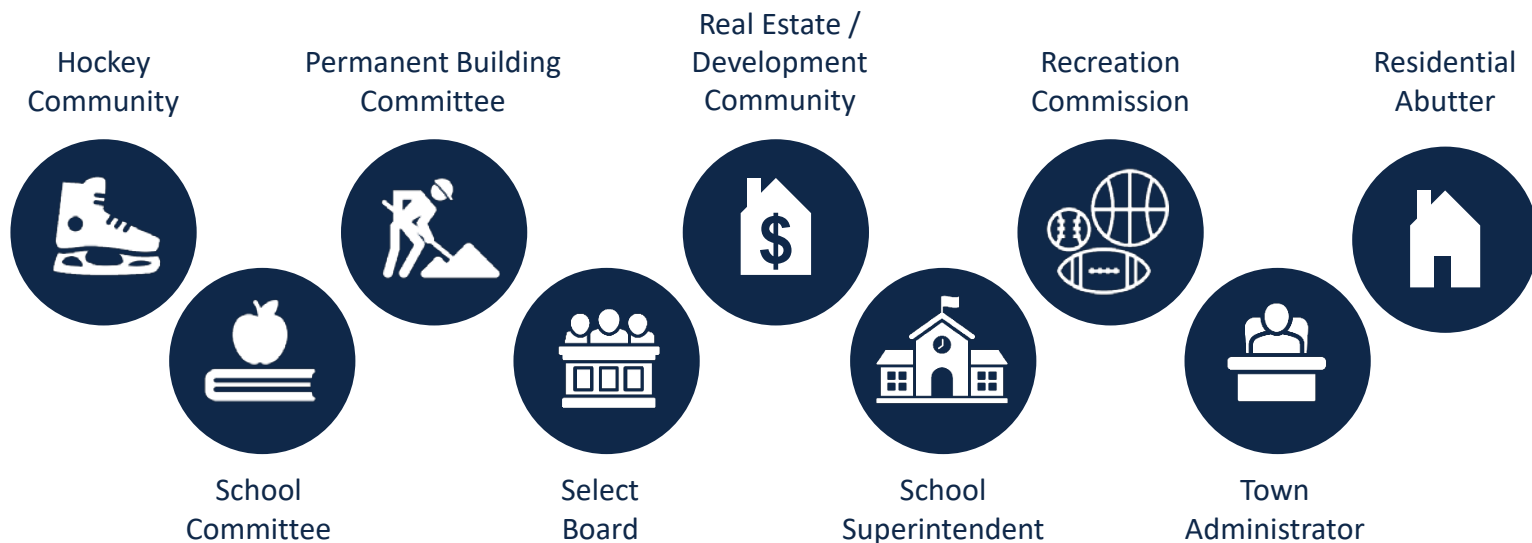 Hockey
Community
Permanent Building
Committee
Real Estate /
Development
Community
Recreation
Commission
Residential
Abutter
$
School
Committee
Select
Board
School
Superintendent
Town
Administrator